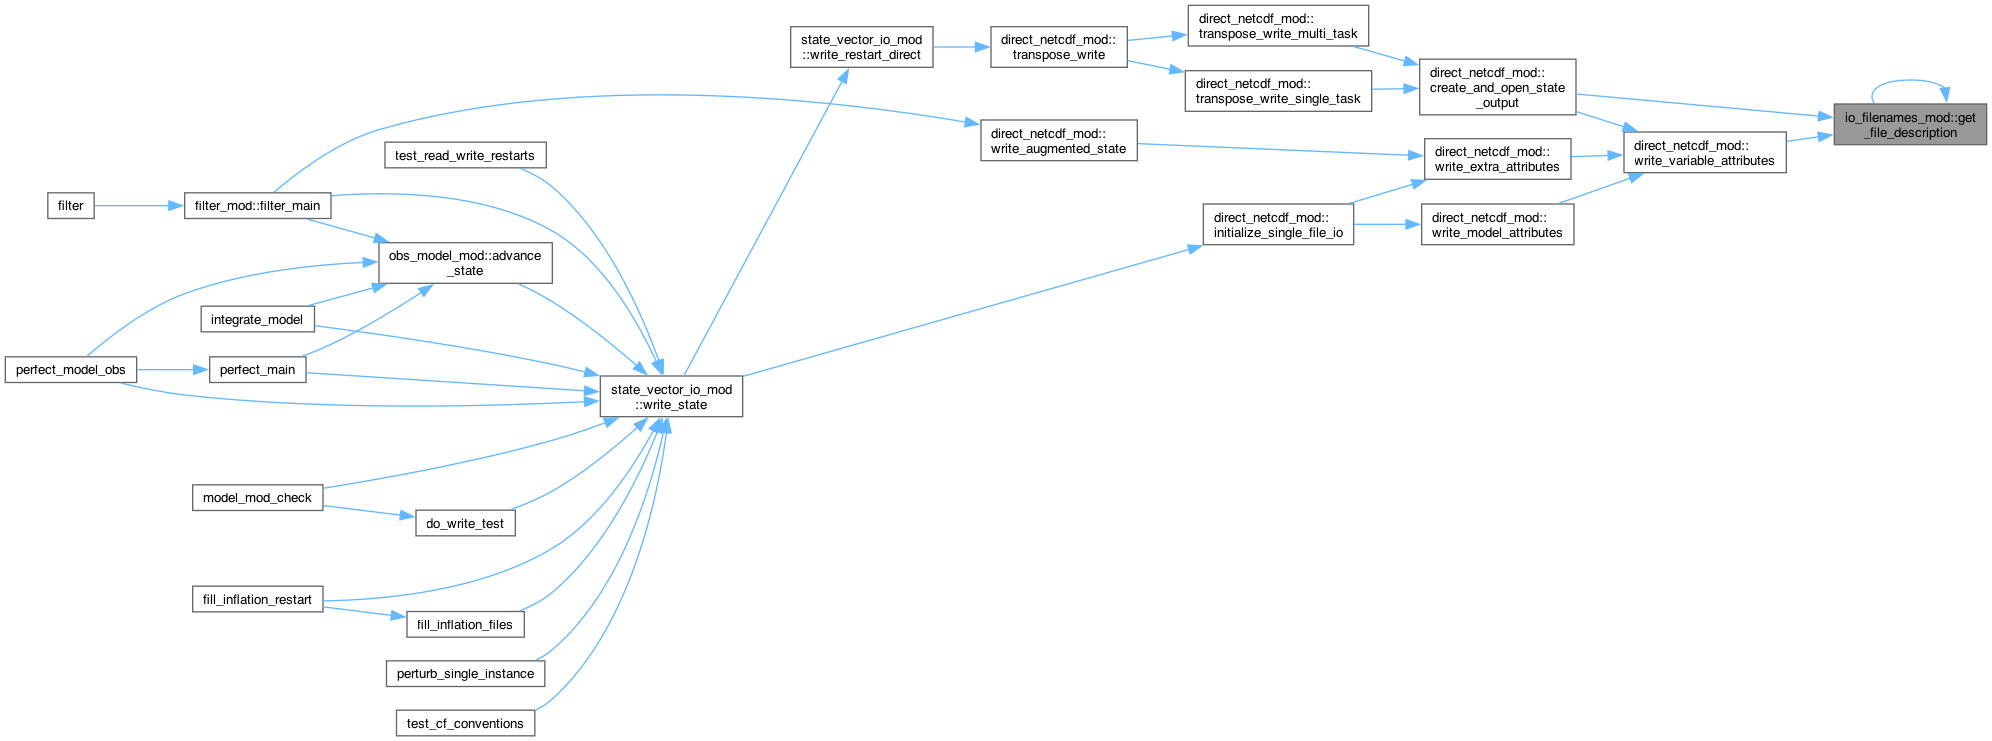 direct_netcdf_mod::
transpose_write_multi_task
state_vector_io_mod
::write_restart_direct
direct_netcdf_mod::
transpose_write
direct_netcdf_mod::
create_and_open_state
_output
direct_netcdf_mod::
transpose_write_single_task
io_filenames_mod::get
_file_description
direct_netcdf_mod::
write_augmented_state
direct_netcdf_mod::
write_variable_attributes
direct_netcdf_mod::
write_extra_attributes
test_read_write_restarts
filter
filter_mod::filter_main
direct_netcdf_mod::
initialize_single_file_io
direct_netcdf_mod::
write_model_attributes
obs_model_mod::advance
_state
integrate_model
perfect_model_obs
perfect_main
state_vector_io_mod
::write_state
model_mod_check
do_write_test
fill_inflation_restart
fill_inflation_files
perturb_single_instance
test_cf_conventions